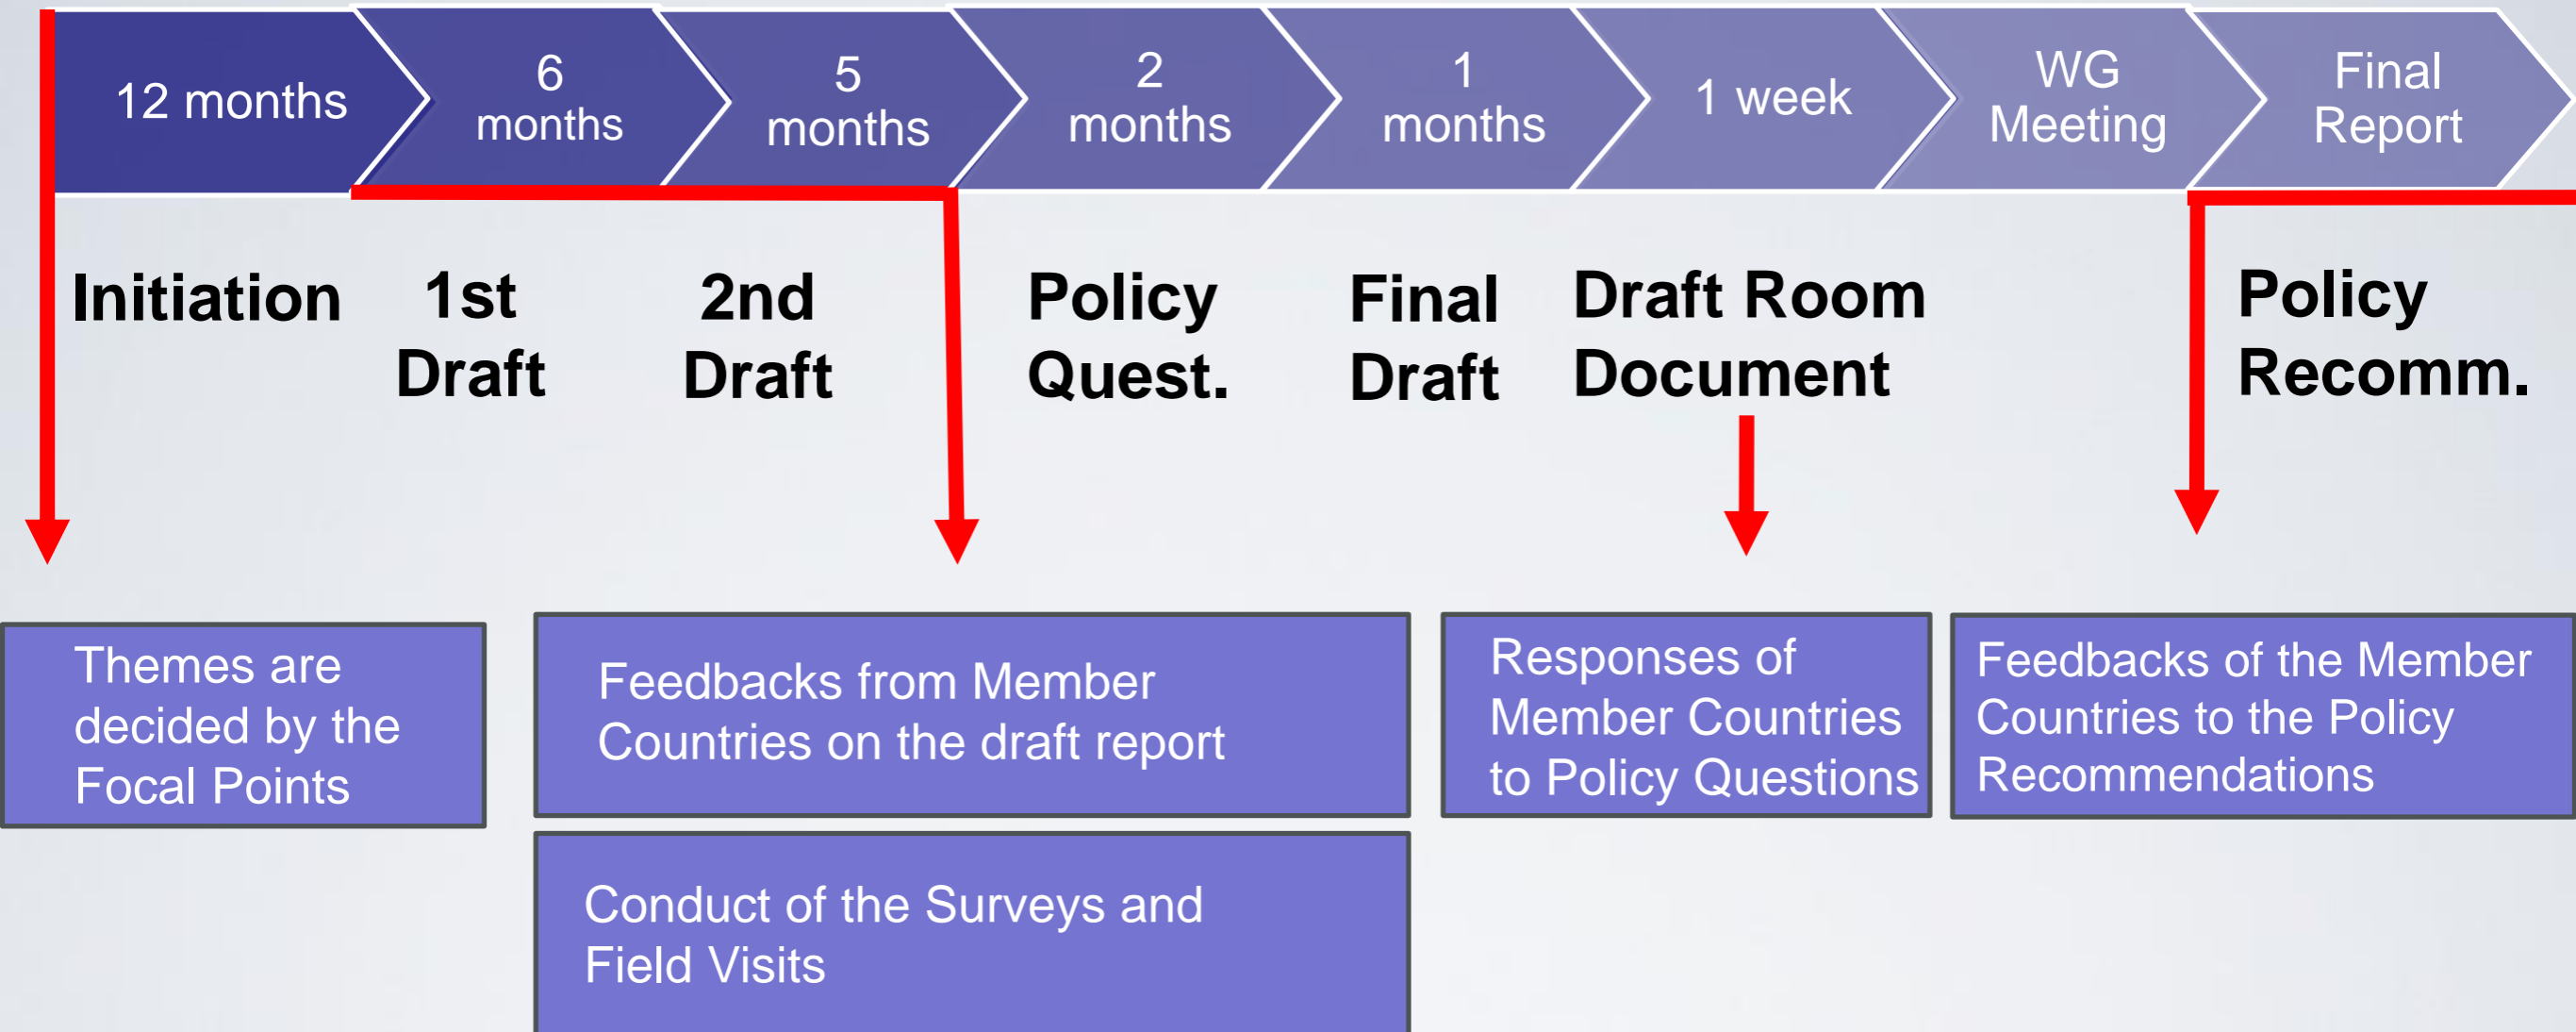 12 months
6
months
5
months
2
months
1
months
1 week
WG
Meeting
Final
Report
Initiation
1st
Draft
2nd
Draft
Policy
Quest.
Final
Draft
Draft Room
Document
Policy
Recomm.
Themes are
decided by the
Focal Points
Feedbacks from Member
Countries on the draft report
Conduct of the Surveys and
Field Visits
Responses of
Member Countries
to Policy Questions
Feedbacks of the Member
Countries to the Policy
Recommendations